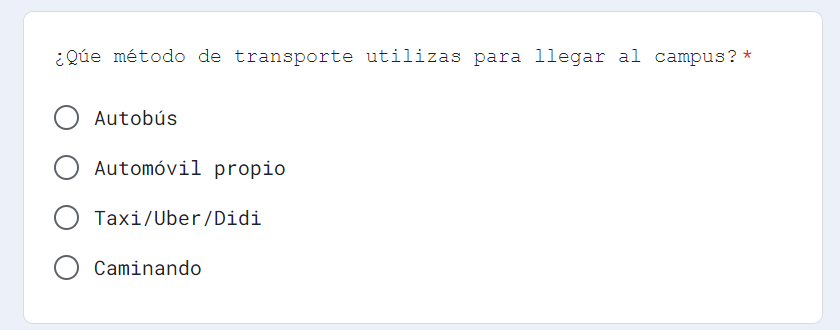 ¿Qúe método de transporte utilizas para llegar al campus? *
Autobús
Automóvil propio
Taxi/Uber/Didi
Caminando